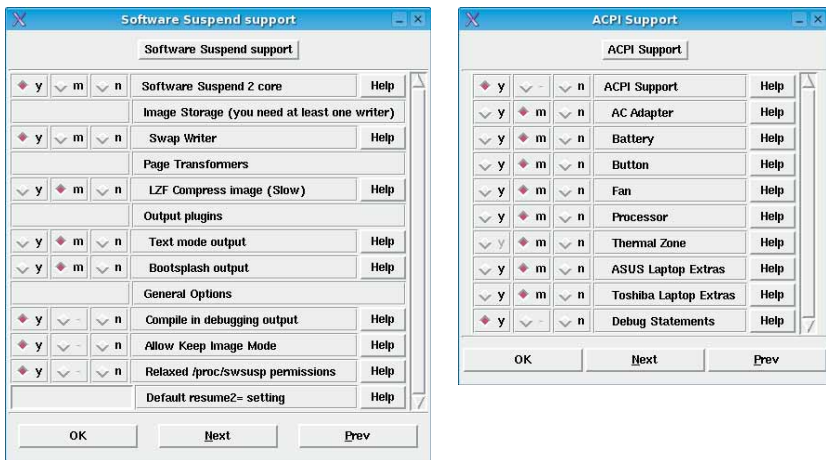 Software Suspend support
Software Suspend support
y m n Software Suspend 2 core Help
Image Storage (you need at least one writer)
y m n Swap Writer Help
Page Transformers
y m n LZF Compress image (Slow) Help
Output plugins
y m n Text mode output Help
y m n Bootsplash output Help
General Options
y - n Compile in debugging output Help
y - n Allow Keep Image Mode Help
y - n Relaxed /proc/swsusp permissions Help
Default resume2= setting Help
OK Next Prev
ACPI Support
ACPI Support
y - n ACPI Support Help
y m n AC Adapter Help
y m n Battery Help
y m n Button Help
y m n Fan Help
y m n Processor Help
y m n Thermal Zone Help
y m n ASUS Laptop Extras Help
y m n Toshiba Laptop Extras Help
y - n Debug Statements Help
OK Next Prev